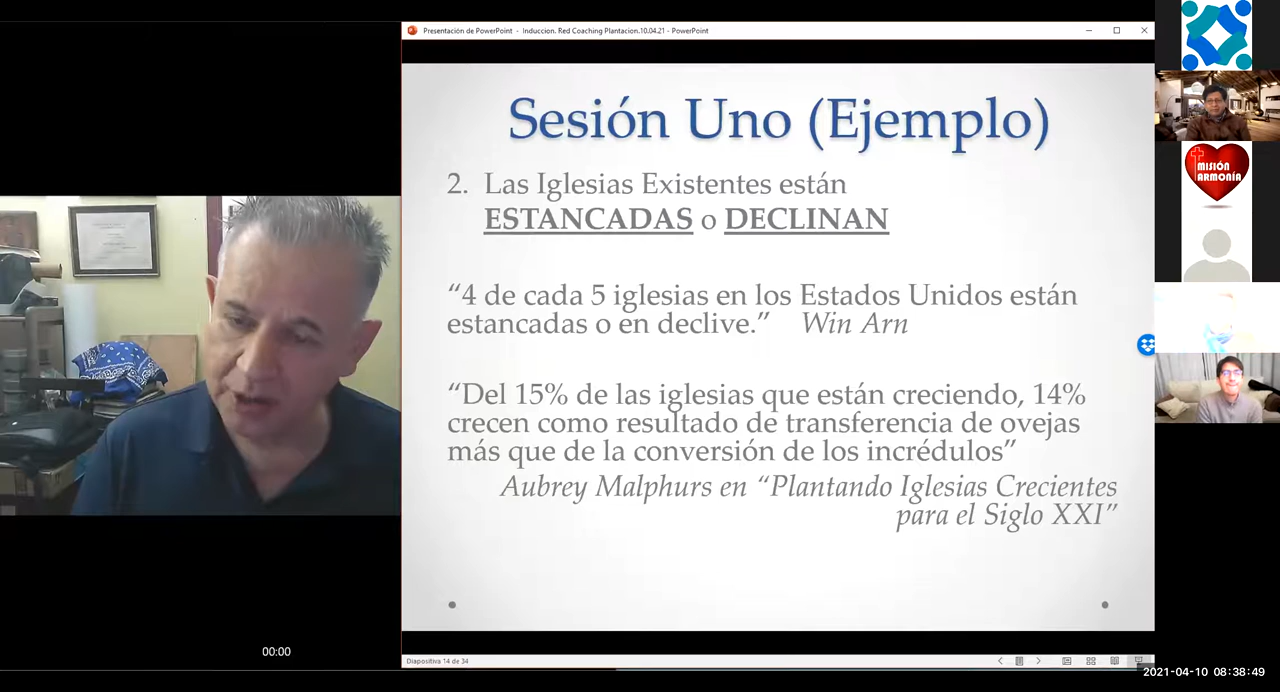 Presentación de PowerPoint - Induccion. Red Coaching Plantacion.10.04.21 - PowerPoint
Sesión Uno (Ejemplo)
2. Las Iglesias Existentes están
ESTANCADAS o DECLINAN
“4 de cada 5 iglesias en los Estados Unidos están
estancadas o en declive.” Win Arn
“Del 15% de las iglesias que están creciendo, 14%
crecen como resultado de transferencia de ovejas
más que de la conversión de los incrédulos”
Aubrey Malphurs en “Plantando Iglesias Crecientes
para el Siglo XXI”
MISIÓN
ARMONÍA
00:00
Diapositiva 14 de 34
2021-04-10 08:38:49